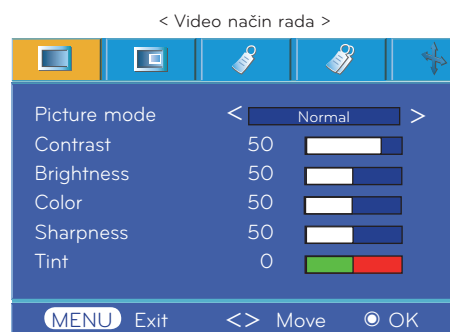 < Video način rada >
Picture mode < Normal >
Contrast 50
Brightness 50
Color 50
Sharpness 50
Tint 0
MENU Exit <> Move ◉ OK